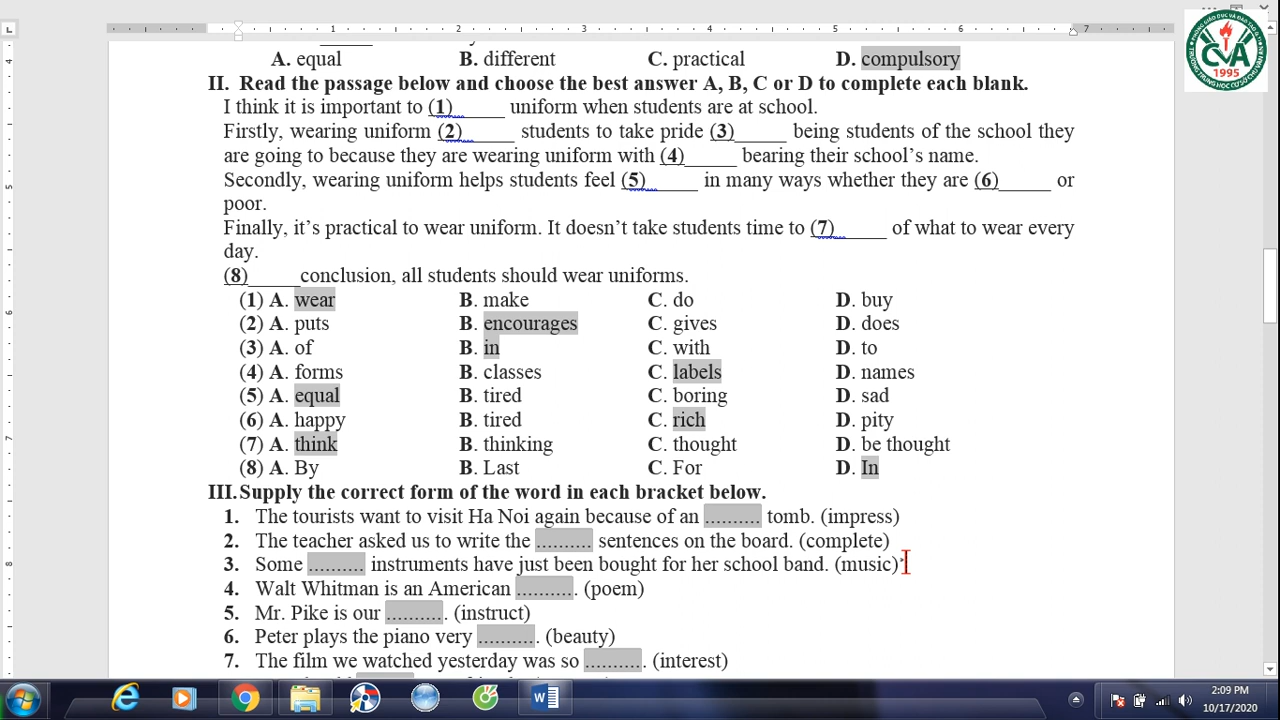 A. equal B. different C. practical D. compulsory
II. Read the passage below and choose the best answer A, B, C or D to complete each blank.
I think it is important to (1)_____ uniform when students are at school.
Firstly, wearing uniform (2)_____ students to take pride (3)_____ being students of the school they
are going to because they are wearing uniform with (4)_____ bearing their school's name.
Secondly, wearing uniform helps students feel (5)_____ in many ways whether they are (6)_____ or
poor.
Finally, it's practical to wear uniform. It doesn't take students time to (7)_____ of what to wear every
day.
(8)_____conclusion, all students should wear uniforms.
(1) A. wear B. make C. do D. buy
(2) A. puts B. encourages C. gives D. does
(3) A. of B. in C. with D. to
(4) A. forms B. classes C. labels D. names
(5) A. equal B. tired C. boring D. sad
(6) A. happy B. tired C. rich D. pity
(7) A. think B. thinking C. thought D. be thought
(8) A. By B. Last C. For D. In
III. Supply the correct form of the word in each bracket below.
1. The tourists want to visit Ha Noi again because of an .......... tomb. (impress)
2. The teacher asked us to write the .......... sentences on the board. (complete)
3. Some .......... instruments have just been bought for her school band. (music)
4. Walt Whitman is an American .......... . (poem)
5. Mr. Pike is our .......... . (instruct)
6. Peter plays the piano very .......... . (beauty)
7. The film we watched yesterday was so .......... . (interest)
CVA
1995
2:09 PM
10/17/2020